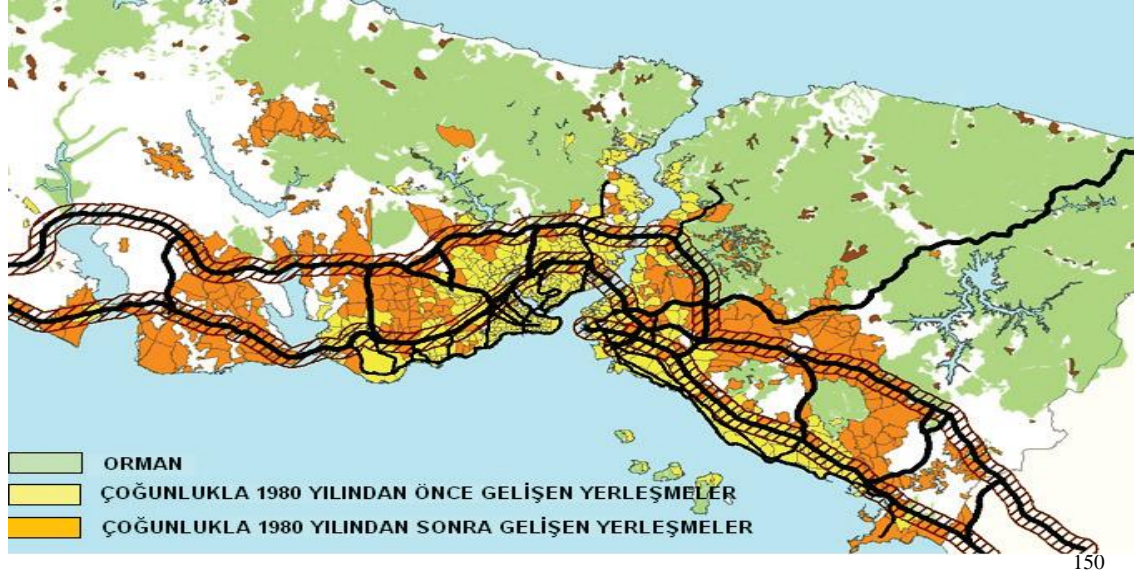 ORMAN
ÇOĞUNLUKLA 1980 YILINDAN ÖNCE GELİŞEN YERLEŞMELER
ÇOĞUNLUKLA 1980 YILINDAN SONRA GELİŞEN YERLEŞMELER
150